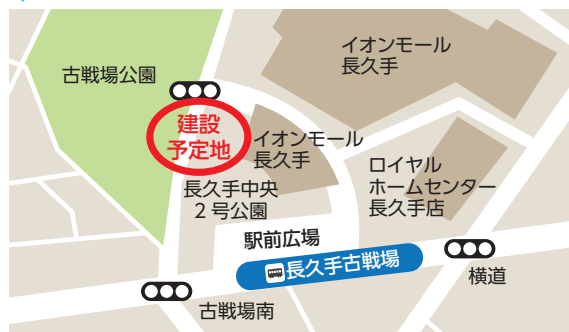 イオンモール
長久手
古戦場公園
建設
予定地
イオンモール
長久手
ロイヤル
ホームセンター
長久手店
長久手中央
2号公園
駅前広場
長久手古戦場
横道
古戦場南